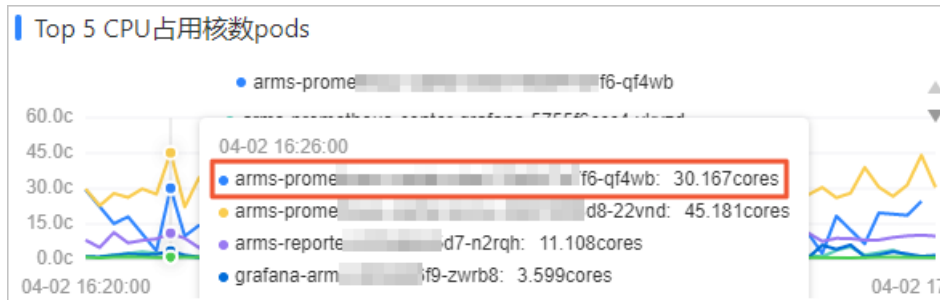 Top 5 CPU占用核数pods
arms-prome f6-qf4wb
60.0c
04-02 16:26:00
45.0c
arms-prome f6-qf4wb: 30.167cores
30.0c
arms-prome d8-22vnd: 45.181cores
15.0c
arms-reporte d7-n2rqh: 11.108cores
0.0c
grafana-arm f9-zwrb8: 3.599cores
04-02 16:20:00
04-02